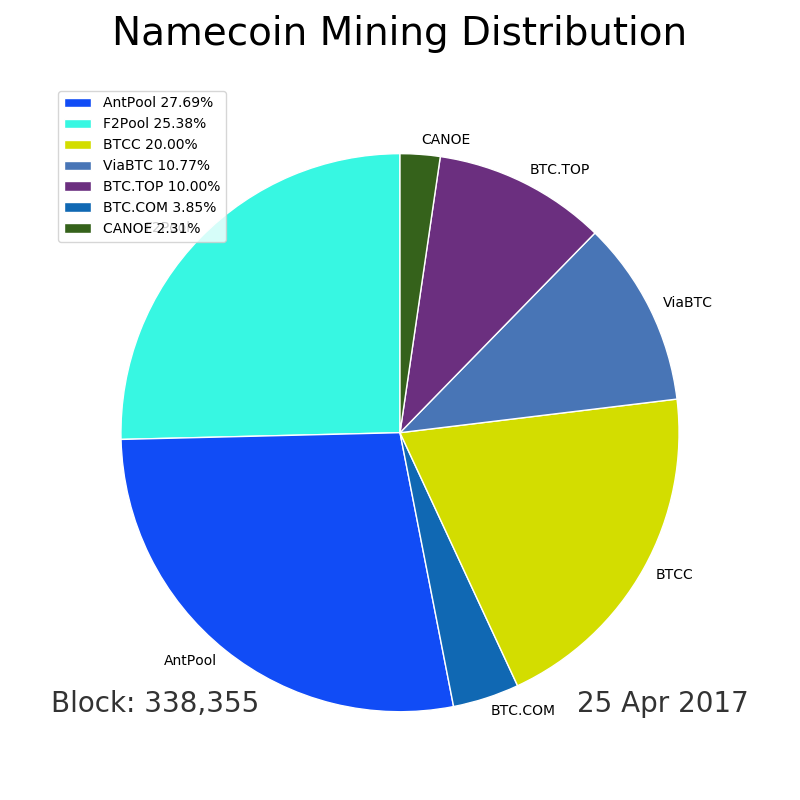 Namecoin Mining Distribution
AntPool 27.69%
F2Pool 25.38%
BTCC 20.00%
ViaBTC 10.77%
BTC.TOP 10.00%
BTC.COM 3.85%
CANOE 2.31%
CANOE
BTC.TOP
ViaBTC
BTCC
AntPool
BTC.COM
Block: 338,355
25 Apr 2017